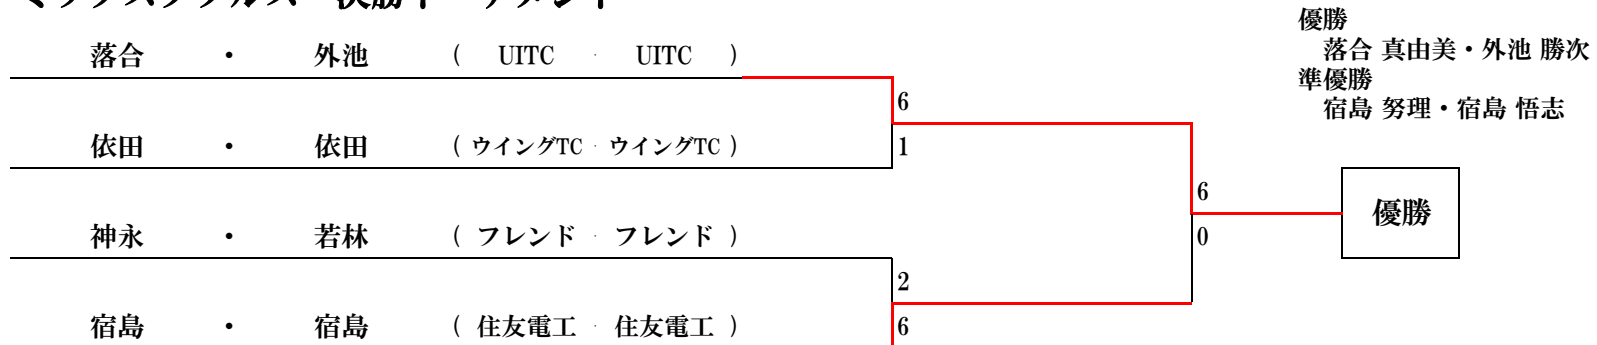 優勝
落合 真由美・外池 勝次
準優勝
宿島 努理・宿島 悟志
落合 ・ 外池 ( UITC · UITC )
6
依田 ・ 依田 ( ウイングTC · ウイングTC )
1
6
優勝
神永 ・ 若林 ( フレンド · フレンド )
0
2
宿島 ・ 宿島 ( 住友電工 · 住友電工 )
6